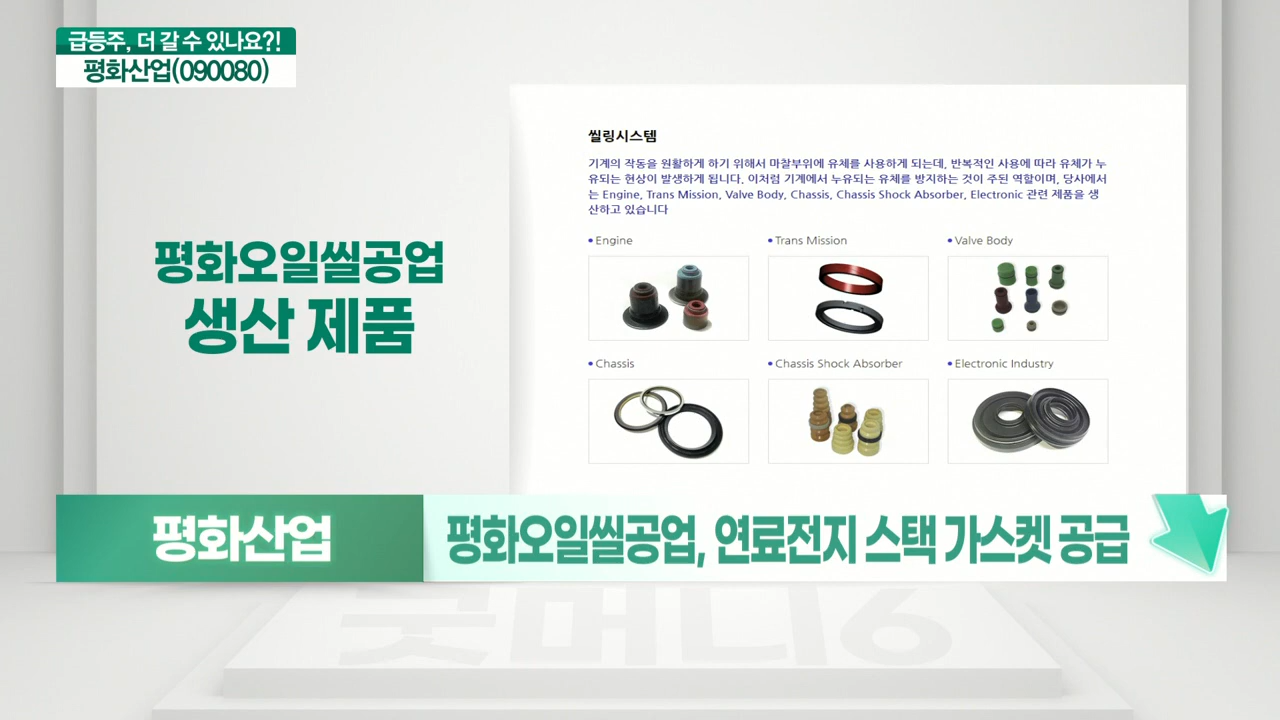 급등주, 더 갈 수 있나요?!
평화산업(090080)
씰링시스템
기계의 작동을 원활하게 하기 위해서 마찰부위에 유체를 사용하게 되는데, 반복적인 사용에 따라 유체가 누
유되는 현상이 발생하게 됩니다. 이처럼 기계에서 누유되는 유체를 방지하는 것이 주된 역할이며, 당사에서
는 Engine, Trans Mission, Valve Body, Chassis, Chassis Shock Absorber, Electronic 관련 제품을 생
산하고 있습니다
• Engine
• Trans Mission
• Valve Body
• Chassis
• Chassis Shock Absorber
• Electronic Industry
평화오일씰공업
생산 제품
평화산업
평화오일씰공업, 연료전지 스택 가스켓 공급
굿머니6